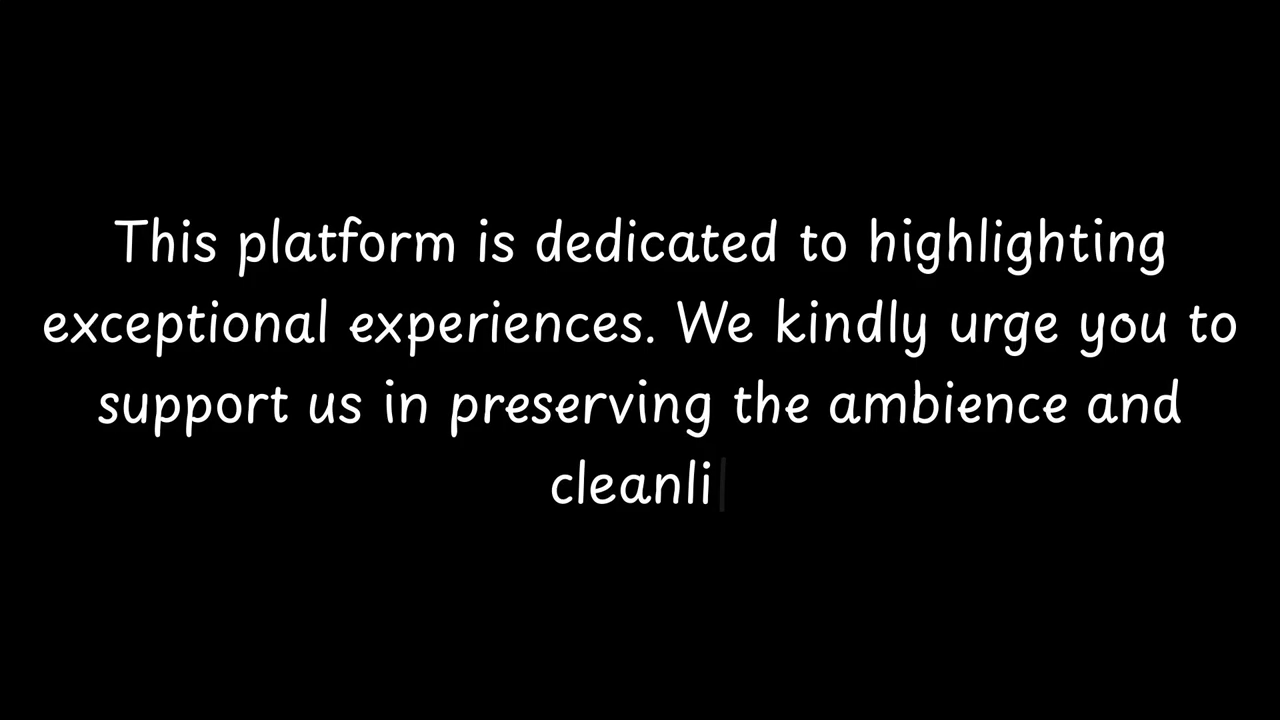 This platform is dedicated to highlighting
exceptional experiences. We kindly urge you to
support us in preserving the ambience and
cleanli